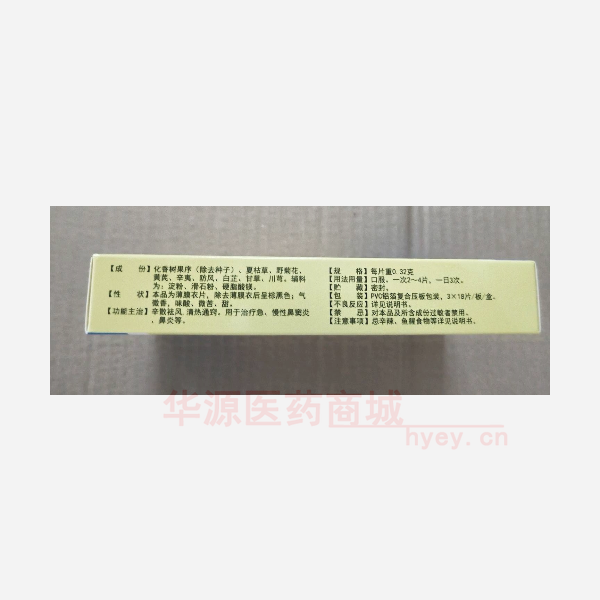 【成　份】化香树果序（除去种子）、夏枯草、野菊花、
黄芪、辛夷、防风、白芷、甘草、川芎。辅料
为：淀粉、滑石粉、硬脂酸镁。
【性　状】本品为薄膜衣片，除去薄膜衣后呈棕黑色；气
微香，味酸、微苦、甜。
【功能主治】辛散祛风，清热通窍。用于治疗急、慢性鼻窦炎
、鼻炎等。
【规　格】每片重0.32克
【用法用量】口服，一次2～4片，一日3次。
【贮　藏】密封。
【包　装】PVC铝箔复合压板包装，3×18片/板/盒。
【不良反应】详见说明书。
【禁　忌】对本品及所含成份过敏者禁用。
【注意事项】忌辛辣、鱼腥食物等详见说明书。
华源医药商城
hyey.cn